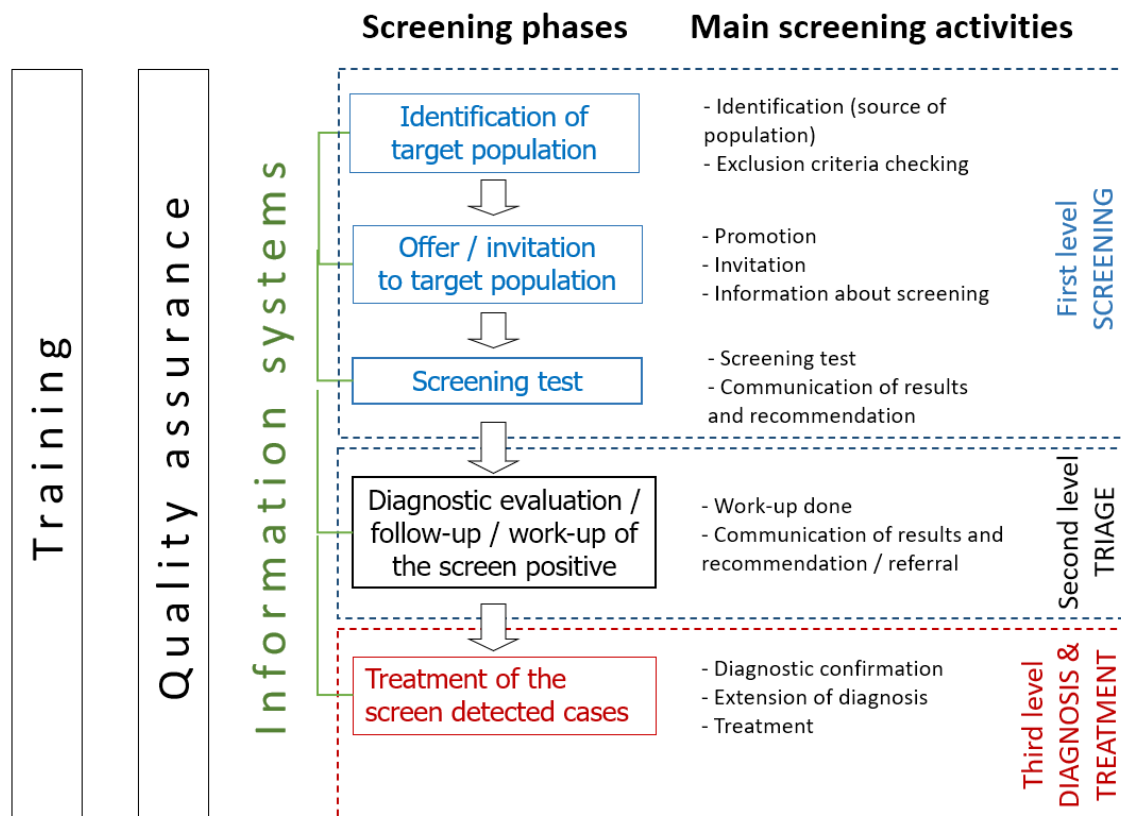 Screening phases
Main screening activities
Training
Quality assurance
Information systems
Identification of
target population
- Identification (source of
population)
- Exclusion criteria checking
Offer / invitation
to target population
- Promotion
- Invitation
- Information about screening
Screening test
- Screening test
- Communication of results
and recommendation
First level
SCREENING
Diagnostic evaluation /
follow-up / work-up of
the screen positive
- Work-up done
- Communication of results and
recommendation / referral
Second level
TRIAGE
Treatment of the
screen detected cases
- Diagnostic confirmation
- Extension of diagnosis
- Treatment
Third level
DIAGNOSIS &
TREATMENT